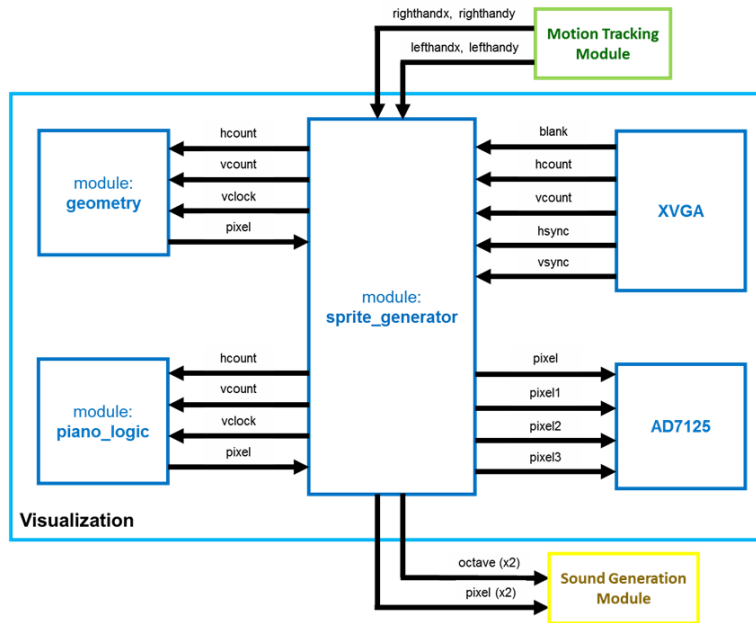 righthandx, righthandy
Motion Tracking
Module
lefthandx, lefthandy
hcount
vcount
vclock
pixel
module:
geometry
blank
hcount
vcount
hsync
vsync
XVGA
module:
sprite_generator
hcount
vcount
vclock
pixel
module:
piano_logic
pixel
pixel1
pixel2
pixel3
AD7125
Visualization
octave (x2)
pixel (x2)
Sound Generation
Module